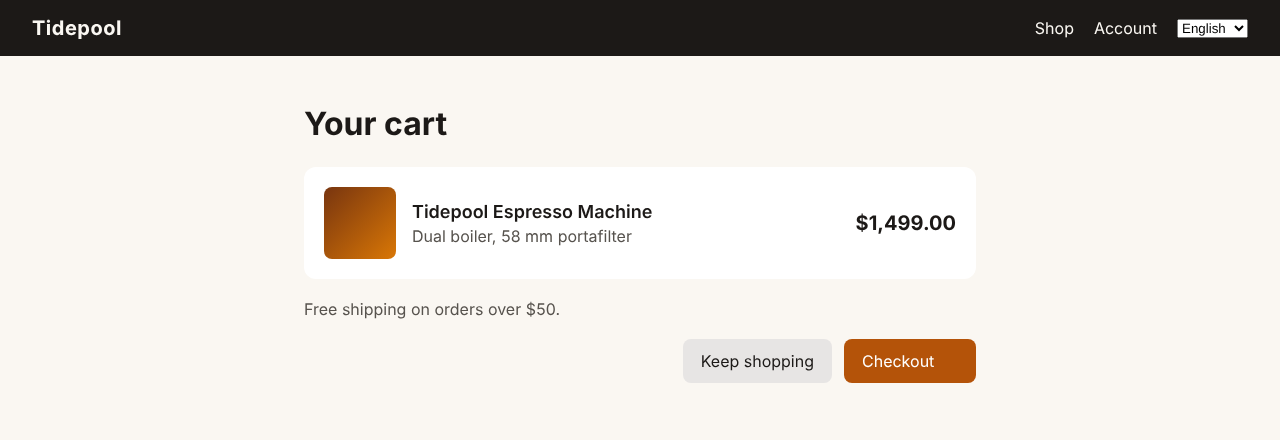 Tidepool
Shop
Account
English
Your cart
Tidepool Espresso Machine
Dual boiler, 58 mm portafilter
$1,499.00
Free shipping on orders over $50.
Keep shopping
Checkout